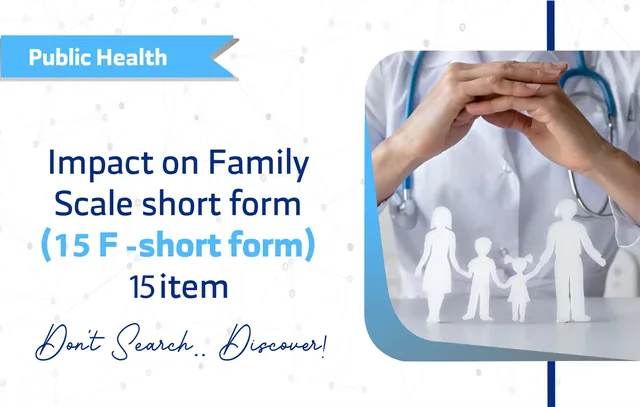 Public Health
Impact on Family
Scale short form
(15 F -short form)
15 item
Don't Search.. Discover!